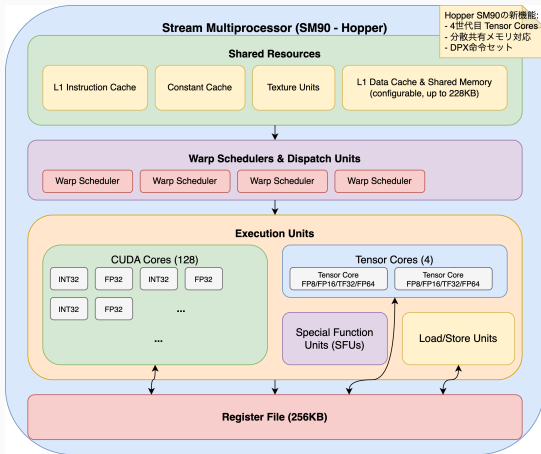 Stream Multiprocessor (SM90 - Hopper)
Hopper SM90の新機能:
- 4世代目 Tensor Cores
- 分散共有メモリ対応
- DPX命令セット
Shared Resources
L1 Instruction Cache
Constant Cache
Texture Units
L1 Data Cache & Shared Memory
(configurable, up to 228KB)
Warp Schedulers & Dispatch Units
Warp Scheduler
Warp Scheduler
Warp Scheduler
Warp Scheduler
Execution Units
CUDA Cores (128)
INT32
FP32
INT32
FP32
INT32
FP32
...
...
Tensor Cores (4)
Tensor Core
FP8/FP16/TF32/FP64
Tensor Core
FP8/FP16/TF32/FP64
Special Function
Units (SFUs)
Load/Store Units
Register File (256KB)